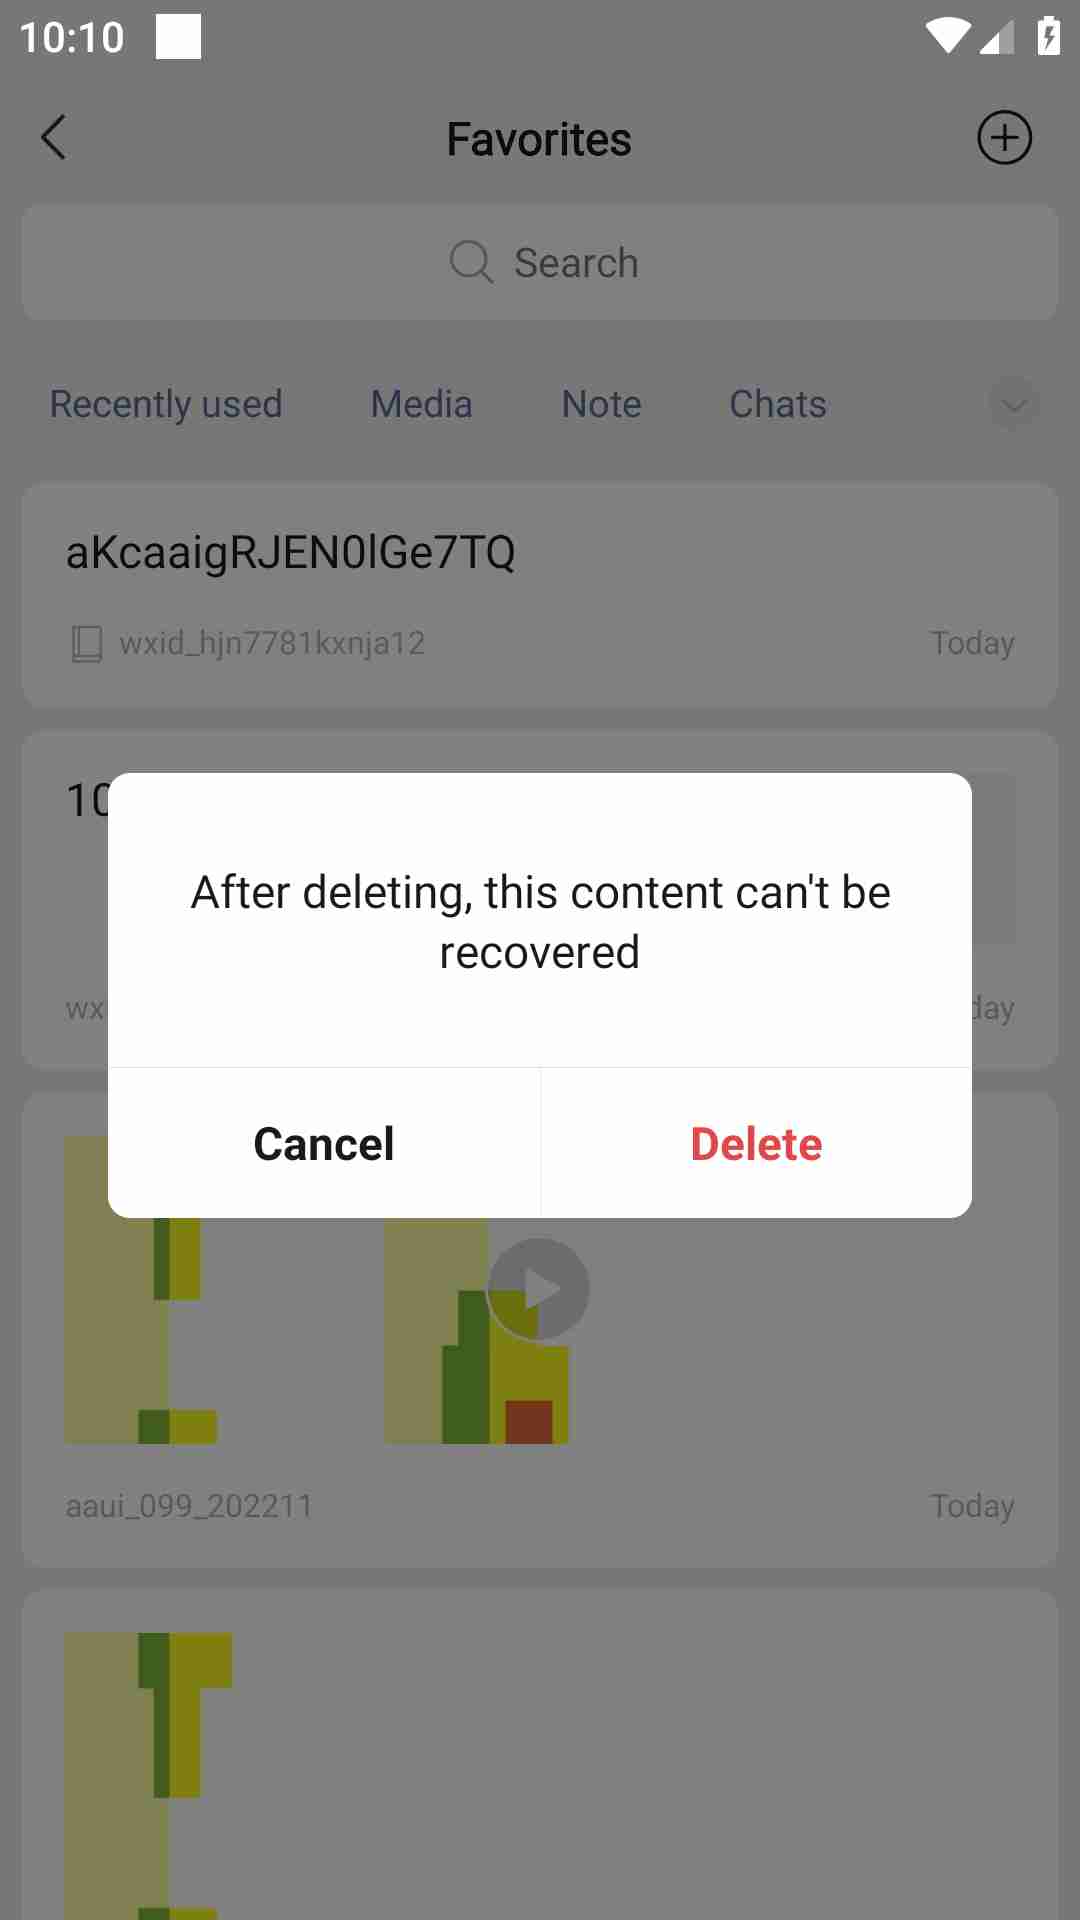 10:10
Favorites
Search
Recently used Media Note Chats
aKcaaigRJEN0lGe7TQ
wxid_hjn7781kxnja12 Today
10
After deleting, this content can't be
recovered
wx day
Cancel Delete
aaui_099_202211 Today